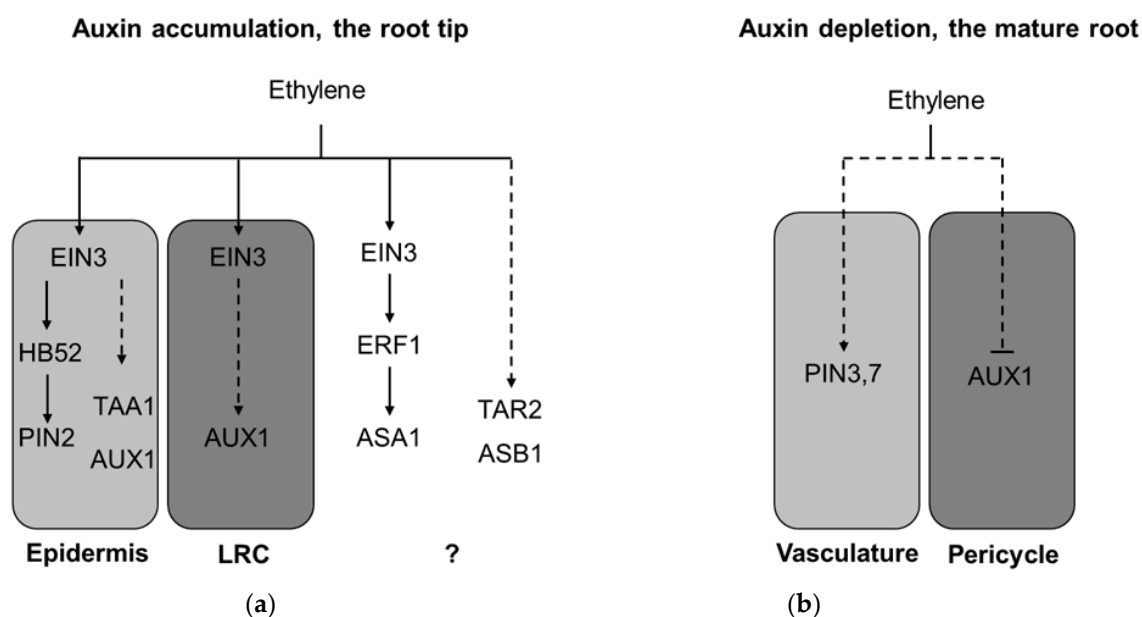 Auxin accumulation, the root tip
Ethylene
EIN3
HB52
PIN2
TAA1
AUX1
Epidermis
EIN3
AUX1
LRC
EIN3
ERF1
ASA1
TAR2
ASB1
?
(a)
Auxin depletion, the mature root
Ethylene
PIN3,7
Vasculature
AUX1
Pericycle
(b)